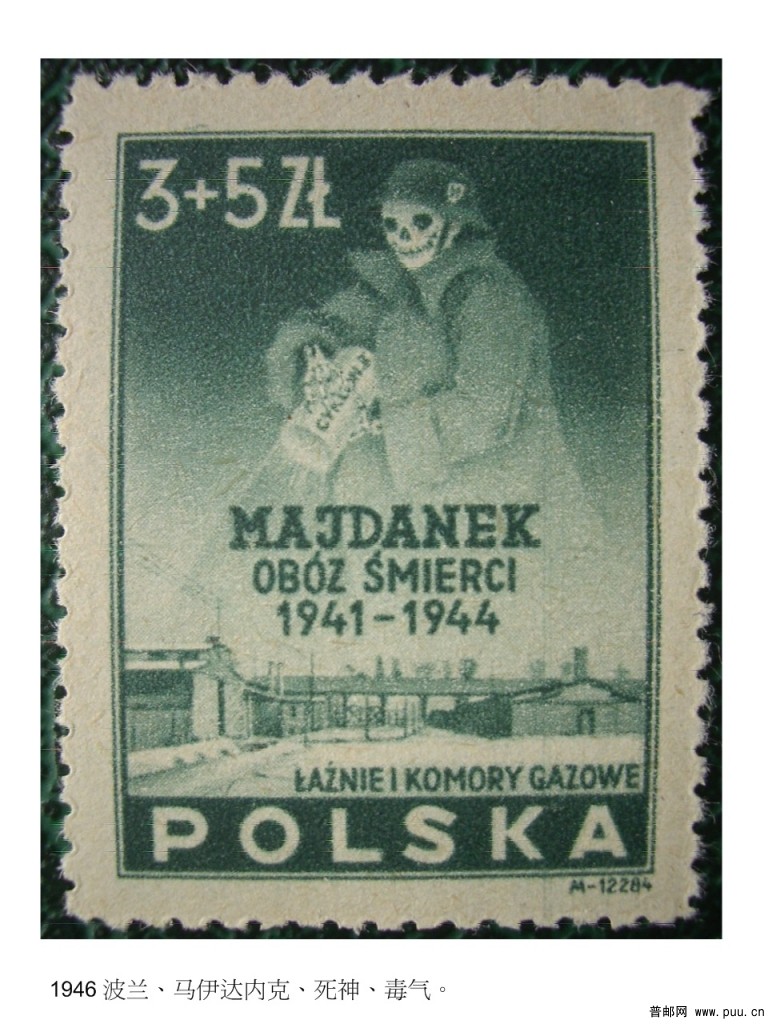 3+5 ZŁ
CYKLON
MAJDANEK
OBÓZ ŚMIERCI
1941-1944
ŁAŹNIE I KOMORY GAZOWE
POLSKA
M-12284
1946 波兰、马伊达内克、死神、毒气。
普邮网 www.puu.cn